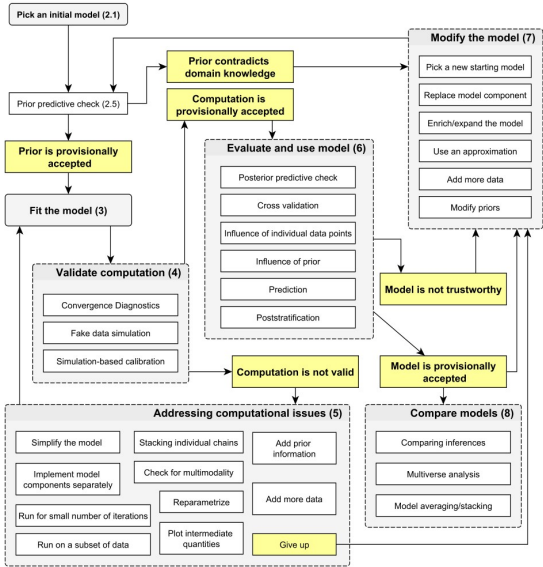 Pick an initial model (2.1)
Prior predictive check (2.5)
Prior contradicts
domain knowledge
Prior is provisionally
accepted
Computation is
provisionally accepted
Fit the model (3)
Modify the model (7)
Pick a new starting model
Replace model component
Enrich/expand the model
Use an approximation
Add more data
Modify priors
Evaluate and use model (6)
Posterior predictive check
Cross validation
Influence of individual data points
Influence of prior
Prediction
Poststratification
Validate computation (4)
Convergence Diagnostics
Fake data simulation
Simulation-based calibration
Model is not trustworthy
Computation is not valid
Model is provisionally
accepted
Addressing computational issues (5)
Simplify the model
Implement model
components separately
Run for small number of iterations
Run on a subset of data
Stacking individual chains
Check for multimodality
Reparametrize
Plot intermediate
quantities
Add prior
information
Add more data
Give up
Compare models (8)
Comparing inferences
Multiverse analysis
Model averaging/stacking